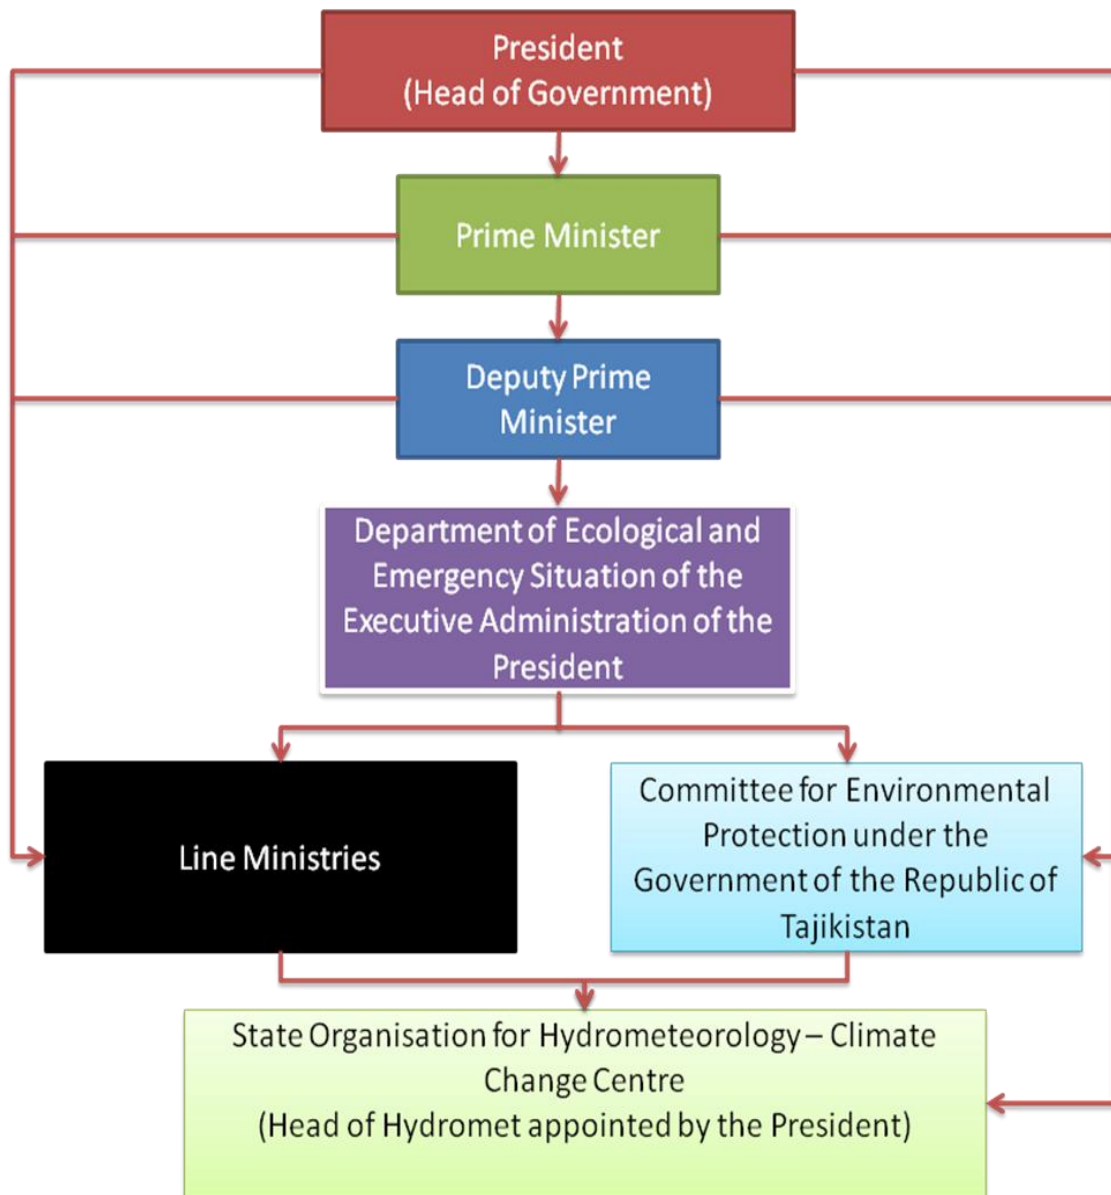 President
(Head of Government)
Prime Minister
Deputy Prime
Minister
Department of Ecological and
Emergency Situation of the
Executive Administration of the
President
Line Ministries
Committee for Environmental
Protection under the
Government of the Republic of
Tajikistan
State Organisation for Hydrometeorology – Climate
Change Centre
(Head of Hydromet appointed by the President)